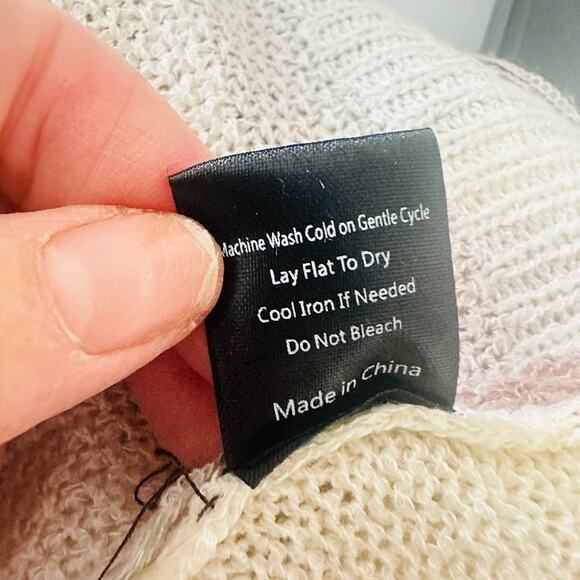 Machine Wash Cold on Gentle Cycle
Lay Flat To Dry
Cool Iron If Needed
Do Not Bleach
Made in China